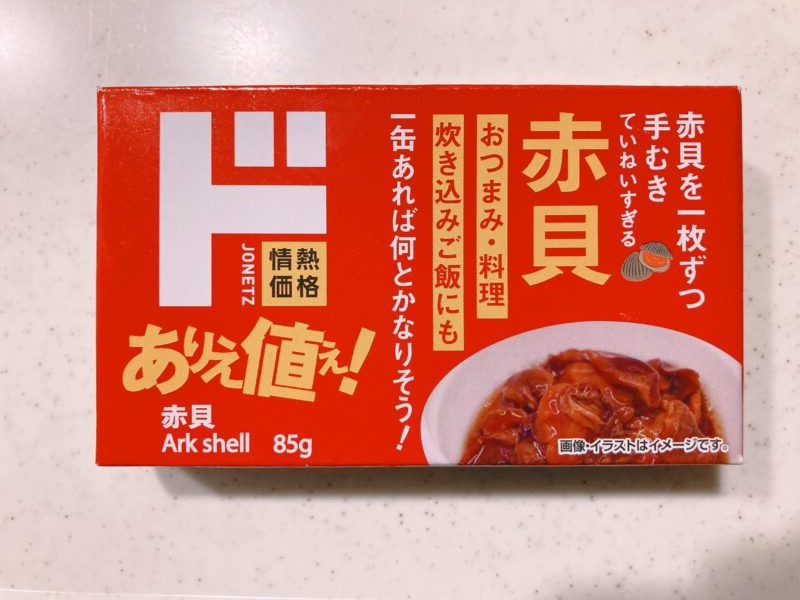 赤貝を一枚ずつ
手むき
ていねいすぎる
赤貝
おつまみ・料理
炊き込みご飯にも
一缶あれば何とかなりそう！
ド
JONETZ
情熱
価格
ありえ値ぇ！
赤貝
Ark shell 85g
画像・イラストはイメージです。